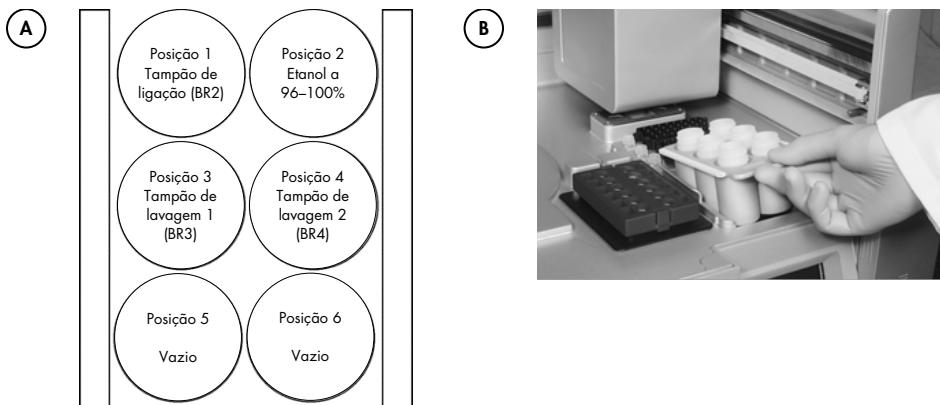 A
Posição 1
Tampão de
ligação (BR2)
Posição 2
Etanol a
96–100%
Posição 3
Tampão de
lavagem 1
(BR3)
Posição 4
Tampão de
lavagem 2
(BR4)
Posição 5
Vazio
Posição 6
Vazio
B